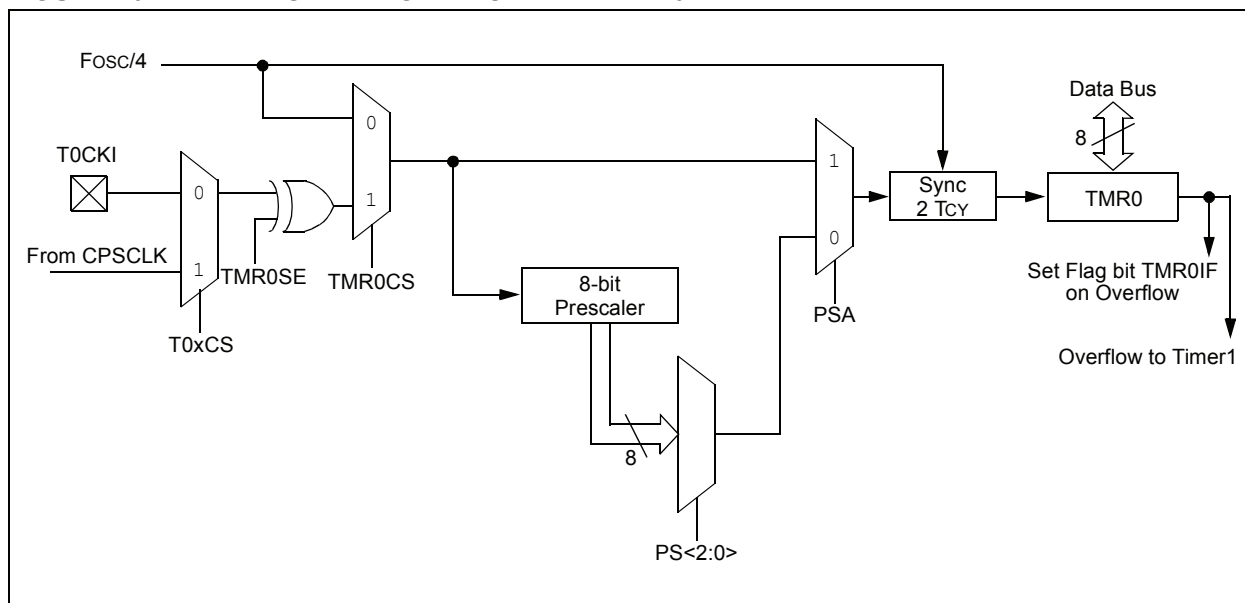 FOSC/4
Data Bus
8
T0CKI
0
0
1
1
Sync
2 TCY
TMR0
From CPSCLK
1
TMR0SE
TMR0CS
0
8-bit
Prescaler
PSA
Set Flag bit TMR0IF
on Overflow
T0xCS
Overflow to Timer1
8
PS<2:0>